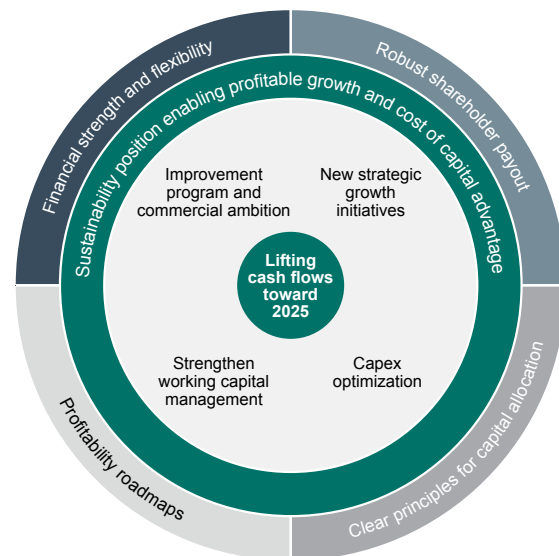 Financial strength and flexibility
Robust shareholder payout
Sustainability position enabling profitable growth and cost of capital advantage
Improvement
program and
commercial ambition
New strategic
growth
initiatives
Lifting
cash flows
toward
2025
Strengthen
working capital
management
Capex
optimization
Profitability roadmaps
Clear principles for capital allocation